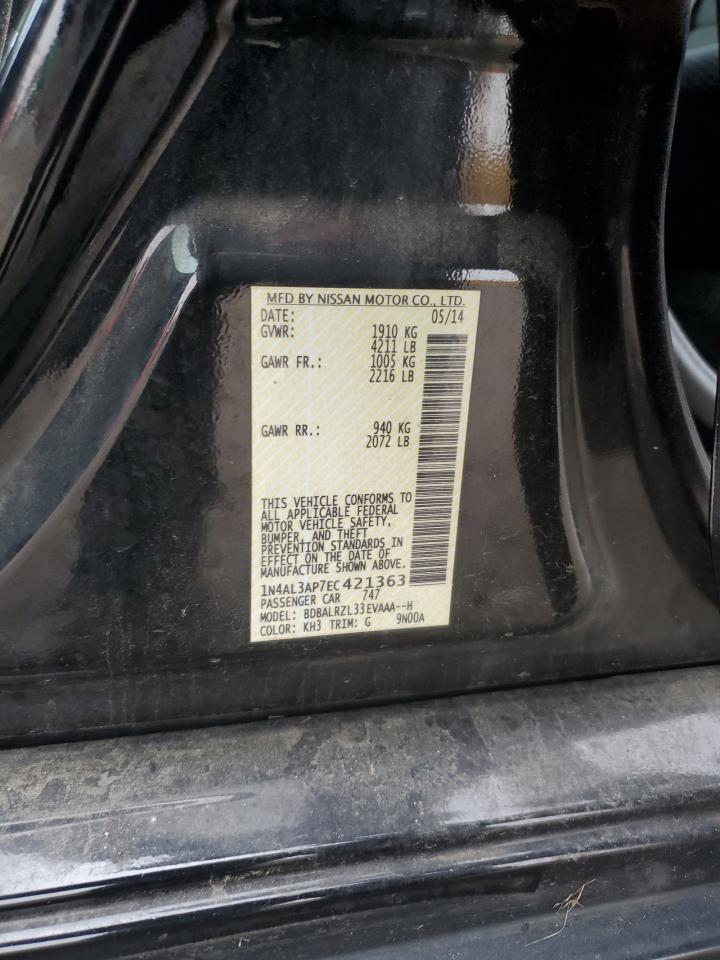 MFD BY NISSAN MOTOR CO., LTD.
DATE: 05/14
GVWR: 1910 KG
4211 LB
GAWR FR.: 1005 KG
2216 LB
GAWR RR.: 940 KG
2072 LB
THIS VEHICLE CONFORMS TO
ALL APPLICABLE FEDERAL
MOTOR VEHICLE SAFETY,
BUMPER, AND THEFT
PREVENTION STANDARDS IN
EFFECT ON THE DATE OF
MANUFACTURE SHOWN ABOVE.
1N4AL3AP7EC421363
PASSENGER CAR 747
MODEL: BDBALRZL33EVAAA--H
COLOR: KH3 TRIM: G 9N00A